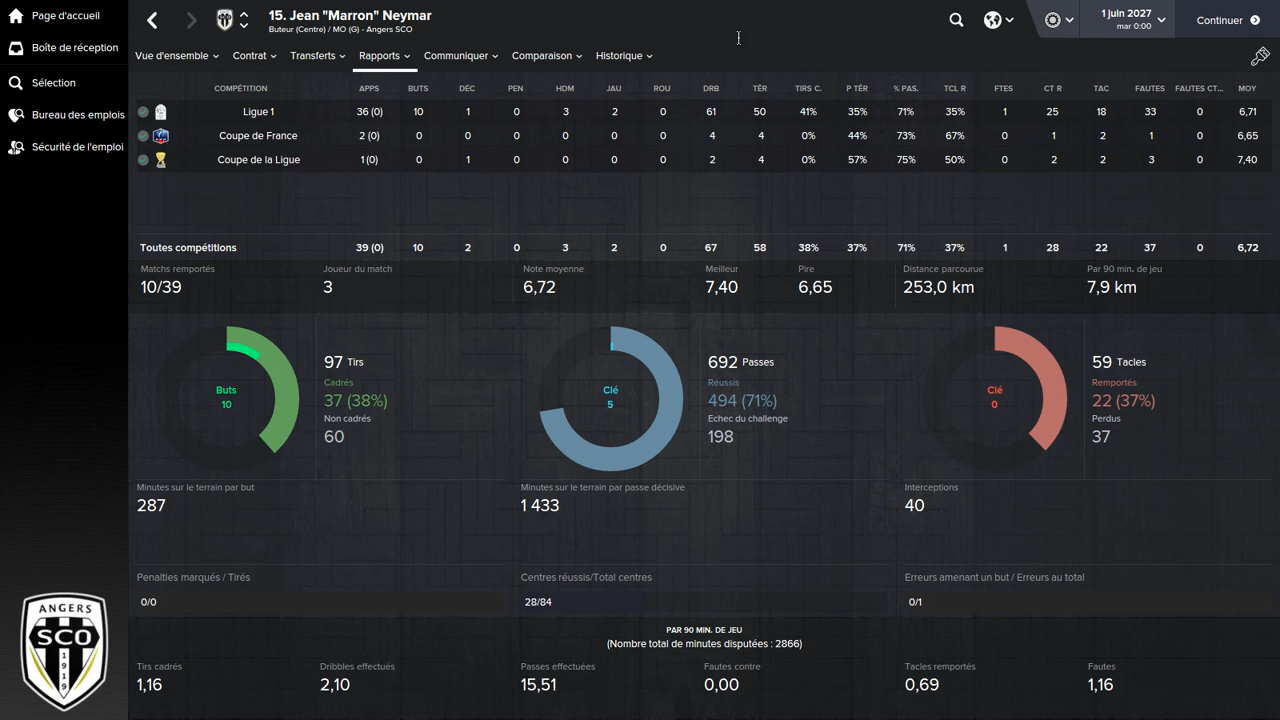 Page d'accueil
Boîte de réception
Sélection
Bureau des emplois
Sécurité de l'emploi
15. Jean "Marron" Neymar
Buteur (Centre) / MO (G) - Angers SCO
1 juin 2027
mar 0:00
Continuer
Vue d'ensemble Contrat Transferts Rapports Communiquer Comparaison Historique
COMPÉTITION APPS BUTS DÉC PEN HDM JAU ROU DRB TÊR TIRS C. P TÊR % PAS. TCL R FTES CT R TAC FAUTES FAUTES CT... MOY
Ligue 1 36 (0) 10 1 0 3 2 0 61 50 41% 35% 71% 35% 1 25 18 33 0 6,71
Coupe de France 2 (0) 0 0 0 0 0 0 4 4 0% 44% 73% 67% 0 1 2 1 0 6,65
Coupe de la Ligue 1 (0) 0 1 0 0 0 0 2 4 0% 57% 75% 50% 0 2 2 3 0 7,40
Toutes compétitions 39 (0) 10 2 0 3 2 0 67 58 38% 37% 71% 37% 1 28 22 37 0 6,72
Matchs remportés Joueur du match Note moyenne Meilleur Pire Distance parcourue Par 90 min. de jeu
10/39 3 6,72 7,40 6,65 253,0 km 7,9 km
Buts
10
97 Tirs
Cadrés
37 (38%)
Non cadrés
60
Clé
5
692 Passes
Réussis
494 (71%)
Echec du challenge
198
Clé
0
59 Tacles
Remportés
22 (37%)
Perdus
37
Minutes sur le terrain par but Minutes sur le terrain par passe décisive Interceptions
287 1 433 40
Penalties marqués / Tirés Centres réussis/Total centres Erreurs amenant un but / Erreurs au total
0/0 28/84 0/1
PAR 90 MIN. DE JEU
(Nombre total de minutes disputées : 2866)
Tirs cadrés Dribbles effectués Passes effectuées Fautes contre Tacles remportés Fautes
1,16 2,10 15,51 0,00 0,69 1,16
ANGERS
SCO
1919